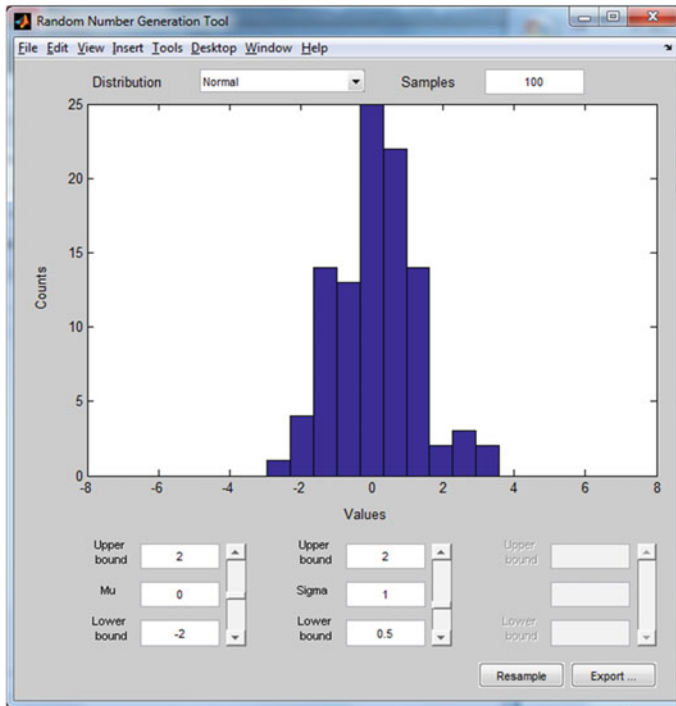 Random Number Generation Tool
File Edit View Insert Tools Desktop Window Help
Distribution Normal Samples 100
25
20
15
10
5
0
Counts
-8 -6 -4 -2 0 2 4 6 8
Values
Upper bound 2 Upper bound 2 Upper bound
Mu 0 Sigma 1
Lower bound -2 Lower bound 0.5 Lower bound
Resample Export ...